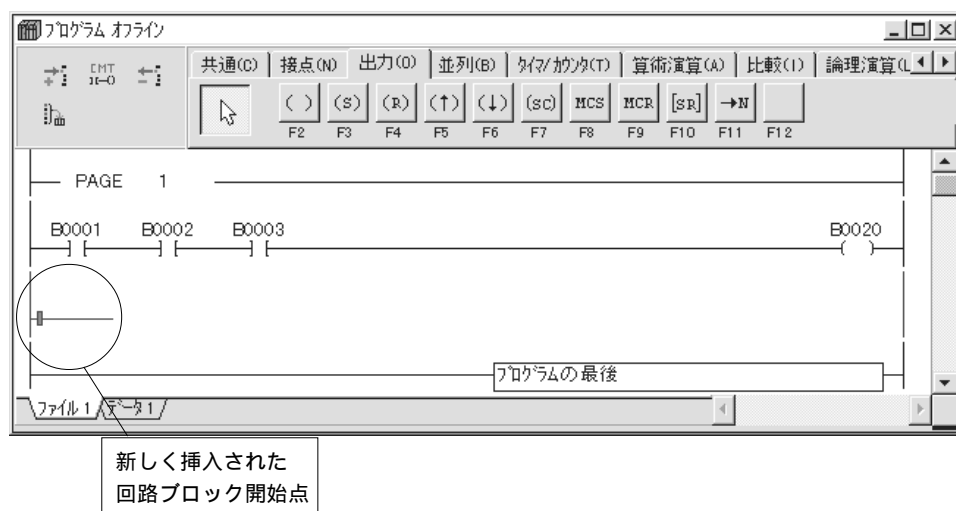 ﾌﾟﾛｸﾞﾗﾑ ｵﾌﾗｲﾝ
共通(C) 接点(N) 出力(O) 並列(B) ﾀｲﾏ/ｶｳﾝﾀ(T) 算術演算(A) 比較(I) 論理演算(L
CMT
( ) (S) (R) (↑) (↓) (SC) MCS MCR [SR] →N
F2 F3 F4 F5 F6 F7 F8 F9 F10 F11 F12
PAGE 1
B0001 B0002 B0003 B0020
ﾌﾟﾛｸﾞﾗﾑの最後
ﾌｧｲﾙ 1 ﾃﾞｰﾀ 1
新しく挿入された
回路ブロック開始点